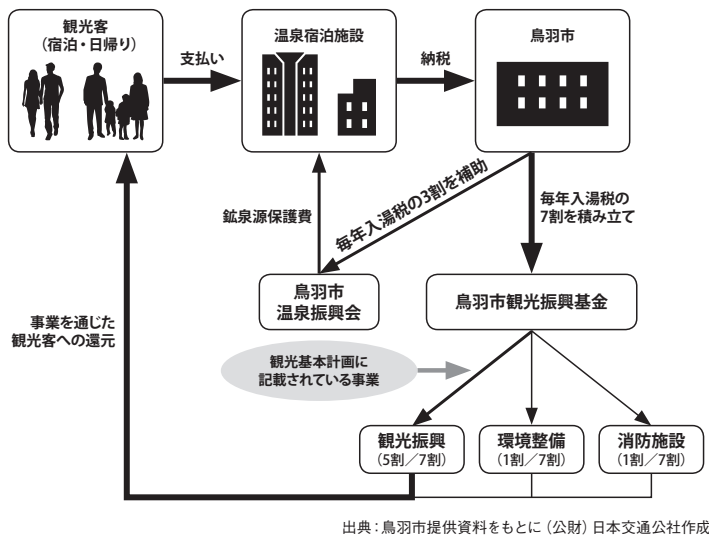 観光客
（宿泊・日帰り）
支払い
温泉宿泊施設
納税
鳥羽市
鉱泉源保護費
毎年入湯税の3割を補助
毎年入湯税の
7割を積み立て
鳥羽市
温泉振興会
鳥羽市観光振興基金
事業を通じた
観光客への還元
観光基本計画に
記載されている事業
観光振興
（5割／7割）
環境整備
（1割／7割）
消防施設
（1割／7割）
出典：鳥羽市提供資料をもとに（公財）日本交通公社作成